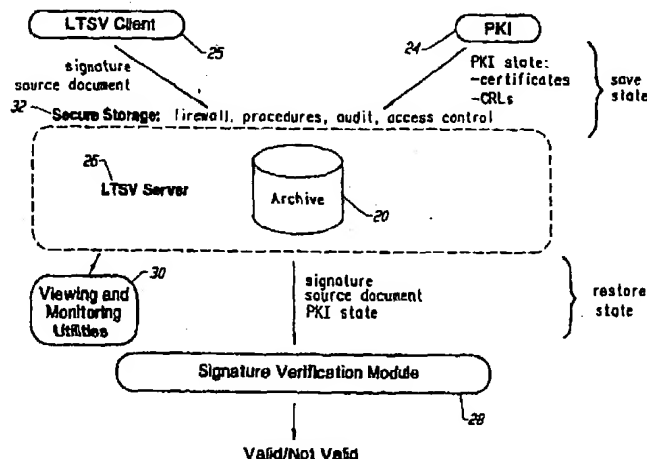 LTSV Client
25
PKI
24
signature
source document
PKI state:
-certificates
-CRLs
save
state
32
Secure Storage: firewall, procedures, audit, access control
26
LTSV Server
Archive
20
30
Viewing and
Monitoring
Utilities
signature
source document
PKI state
restore
state
Signature Verification Module
28
Valid/Not Valid